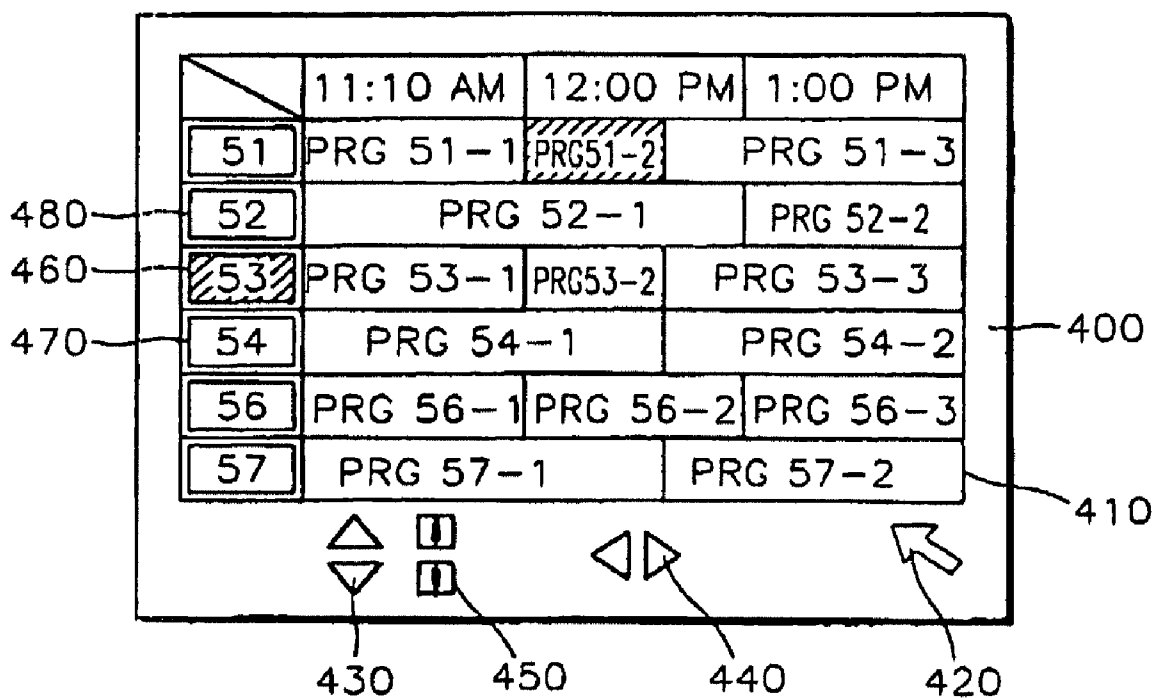 11:10 AM 12:00 PM 1:00 PM
51 PRG 51-1 PRG51-2 PRG 51-3
480 52 PRG 52-1 PRG 52-2
460 53 PRG 53-1 PRG53-2 PRG 53-3
470 54 PRG 54-1 PRG 54-2 400
56 PRG 56-1 PRG 56-2 PRG 56-3
57 PRG 57-1 PRG 57-2
410
430 450 440 420